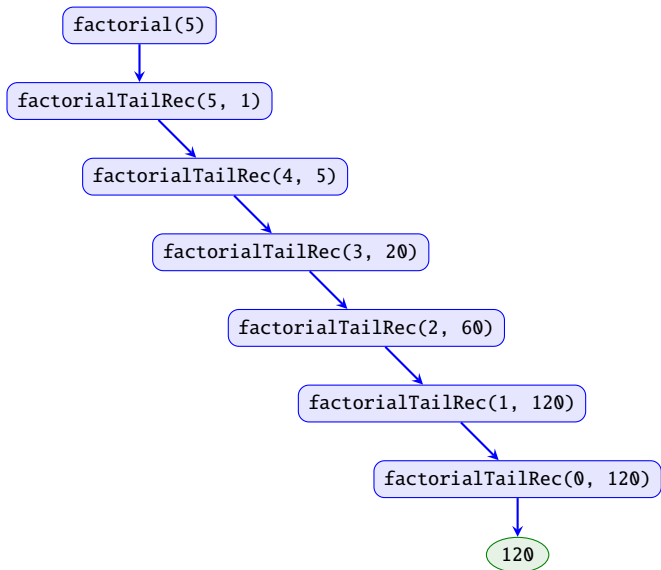 factorial(5)
factorialTailRec(5, 1)
factorialTailRec(4, 5)
factorialTailRec(3, 20)
factorialTailRec(2, 60)
factorialTailRec(1, 120)
factorialTailRec(0, 120)
120